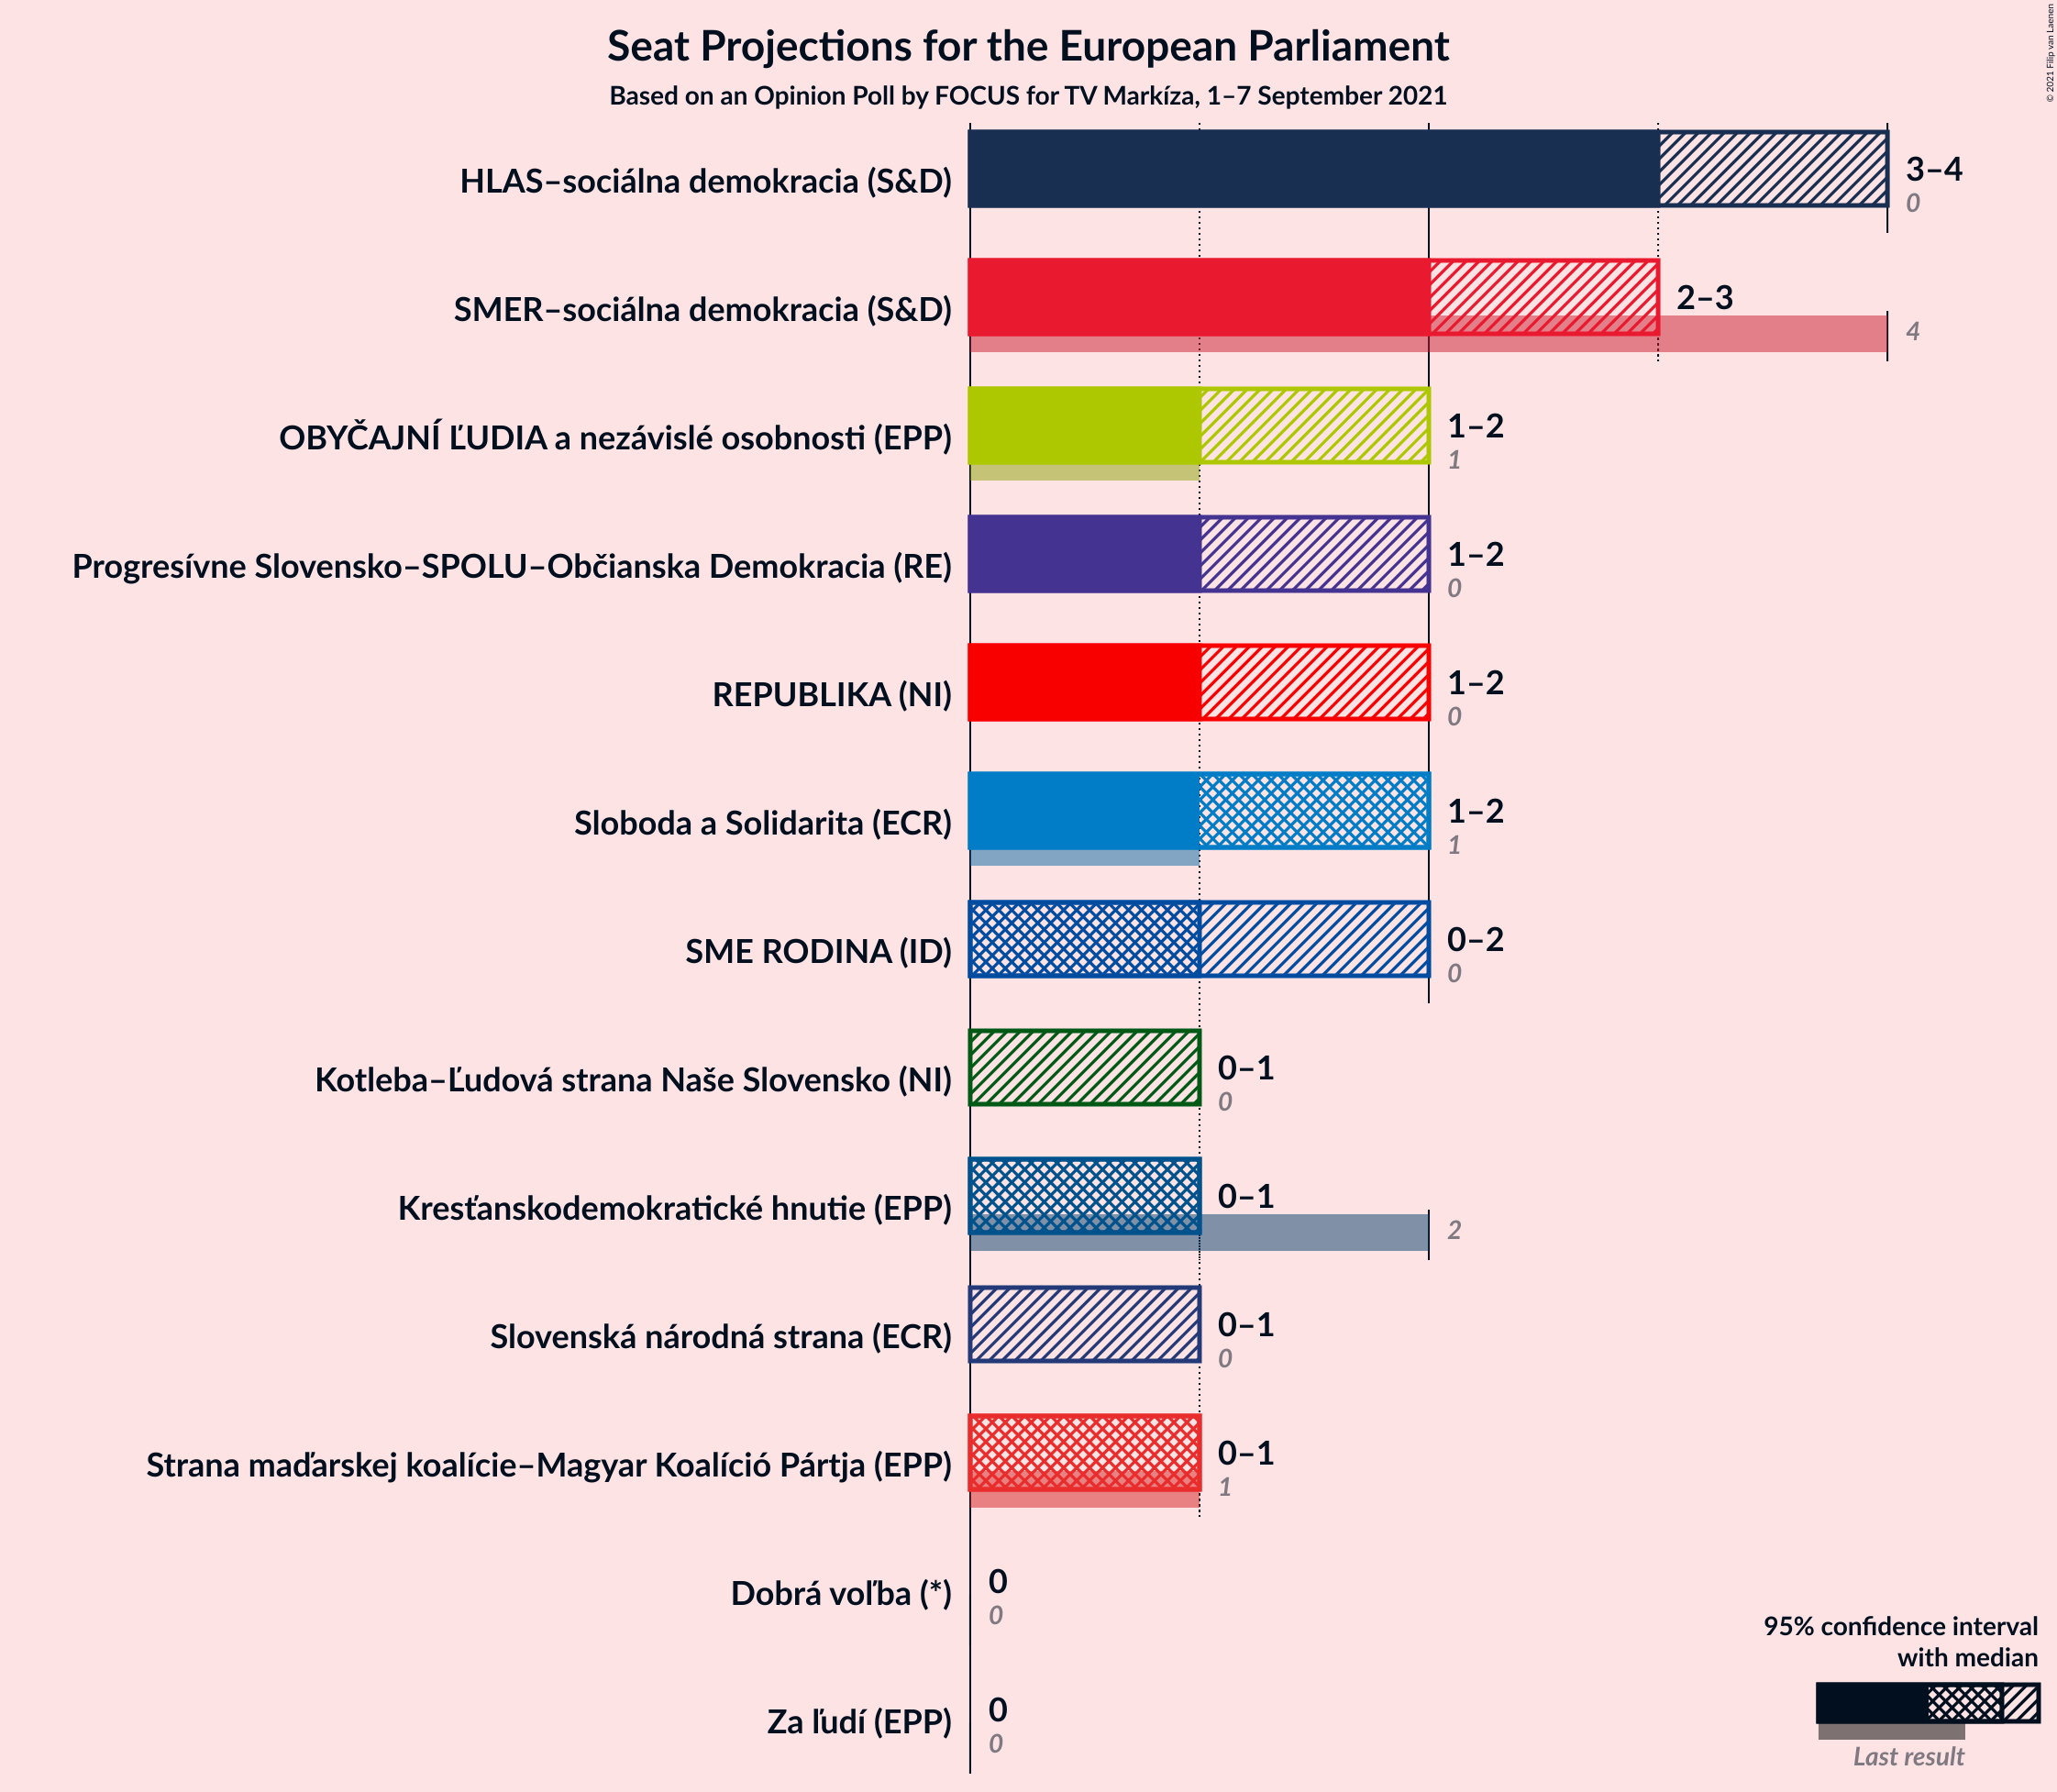 Seat Projections for the European Parliament
Based on an Opinion Poll by FOCUS for TV Markíza, 1–7 September 2021
© 2021 Filip van Laenen
HLAS–sociálna demokracia (S&D)
3–4
0
SMER–sociálna demokracia (S&D)
2–3
4
OBYČAJNÍ ĽUDIA a nezávislé osobnosti (EPP)
1–2
1
Progresívne Slovensko–SPOLU–Občianska Demokracia (RE)
1–2
0
REPUBLIKA (NI)
1–2
0
Sloboda a Solidarita (ECR)
1–2
1
SME RODINA (ID)
0–2
0
Kotleba–Ľudová strana Naše Slovensko (NI)
0–1
0
Kresťanskodemokratické hnutie (EPP)
0–1
2
Slovenská národná strana (ECR)
0–1
0
Strana maďarskej koalície–Magyar Koalíció Pártja (EPP)
0–1
1
Dobrá voľba (*)
0
0
Za ľudí (EPP)
0
0
95% confidence interval
with median
Last result